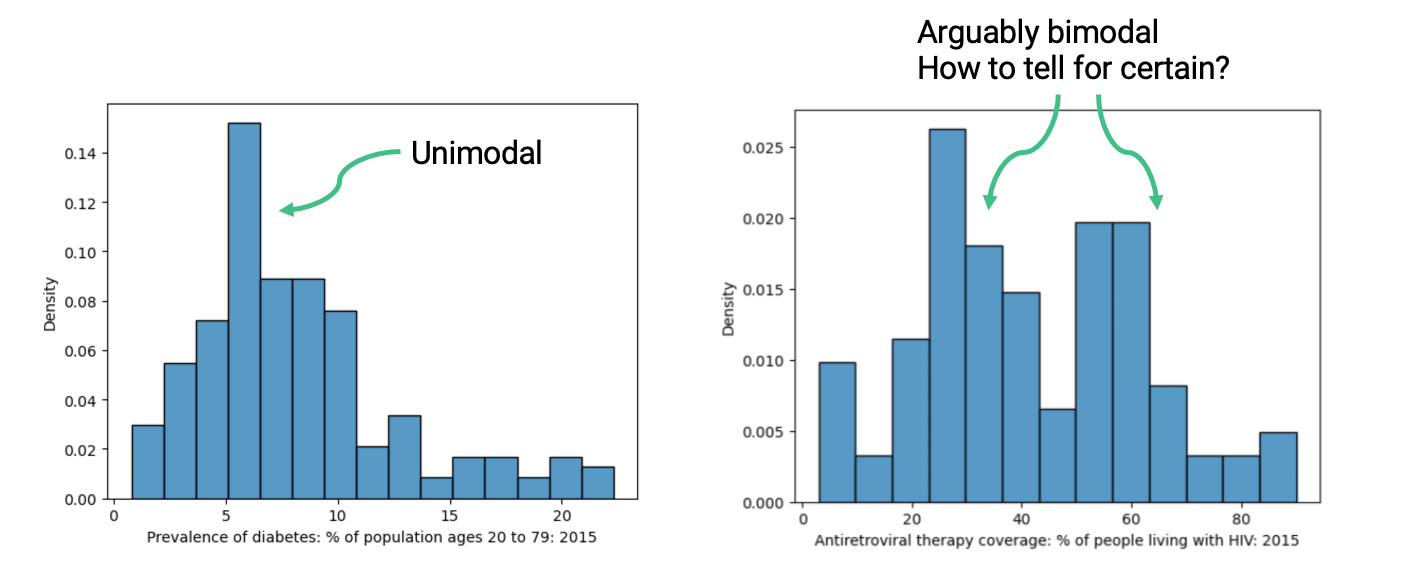 Arguably bimodal
How to tell for certain?
Unimodal
0.14
0.12
0.10
0.08
0.06
0.04
0.02
0.00
Density
0 5 10 15 20
Prevalence of diabetes: % of population ages 20 to 79: 2015
0.025
0.020
0.015
0.010
0.005
0.000
Density
0 20 40 60 80
Antiretroviral therapy coverage: % of people living with HIV: 2015